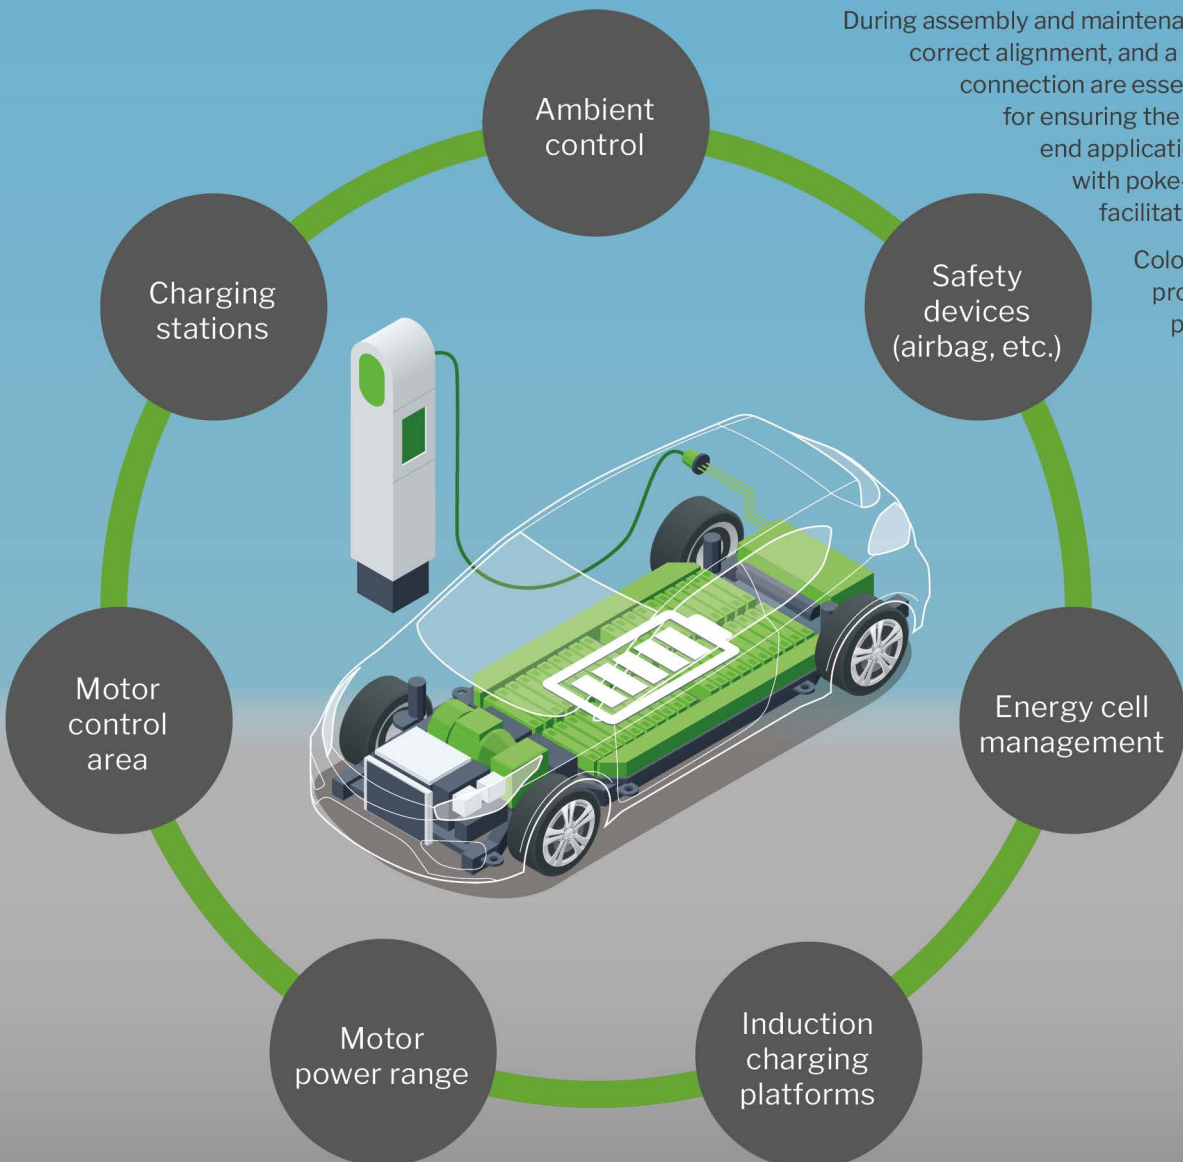 During assembly and maintena
correct alignment, and a
connection are esse
for ensuring the
end applicati
with poke-
facilitat
Colo
pro
p
Ambient
control
Safety
devices
(airbag, etc.)
Energy cell
management
Induction
charging
platforms
Motor
power range
Motor
control
area
Charging
stations